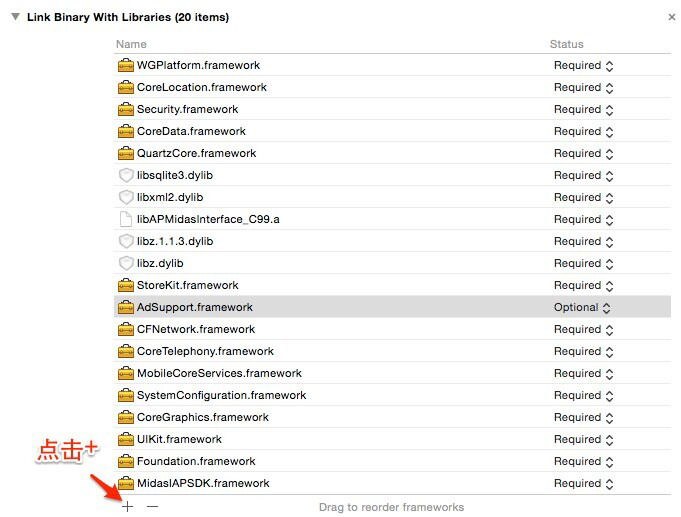 Link Binary With Libraries (20 items)
Name Status
WGPlatform.framework Required
CoreLocation.framework Required
Security.framework Required
CoreData.framework Required
QuartzCore.framework Required
libsqlite3.dylib Required
libxml2.dylib Required
libAPMidasInterface_C99.a Required
libz.1.1.3.dylib Required
libz.dylib Required
StoreKit.framework Required
AdSupport.framework Optional
CFNetwork.framework Required
CoreTelephony.framework Required
MobileCoreServices.framework Required
SystemConfiguration.framework Required
CoreGraphics.framework Required
UIKit.framework Required
Foundation.framework Required
MidasIAPSDK.framework Required
点击+
Drag to reorder frameworks